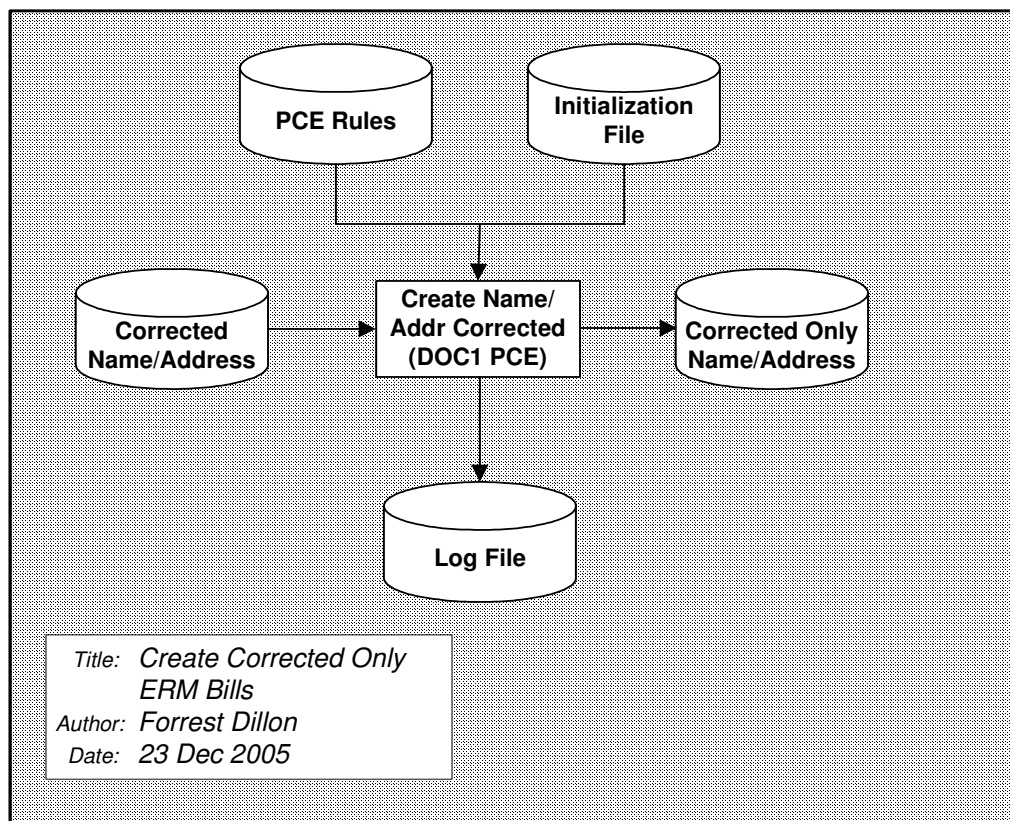 PCE Rules
Initialization
File
Corrected
Name/Address
Create Name/
Addr Corrected
(DOC1 PCE)
Corrected Only
Name/Address
Log File
Title: Create Corrected Only
ERM Bills
Author: Forrest Dillon
Date: 23 Dec 2005